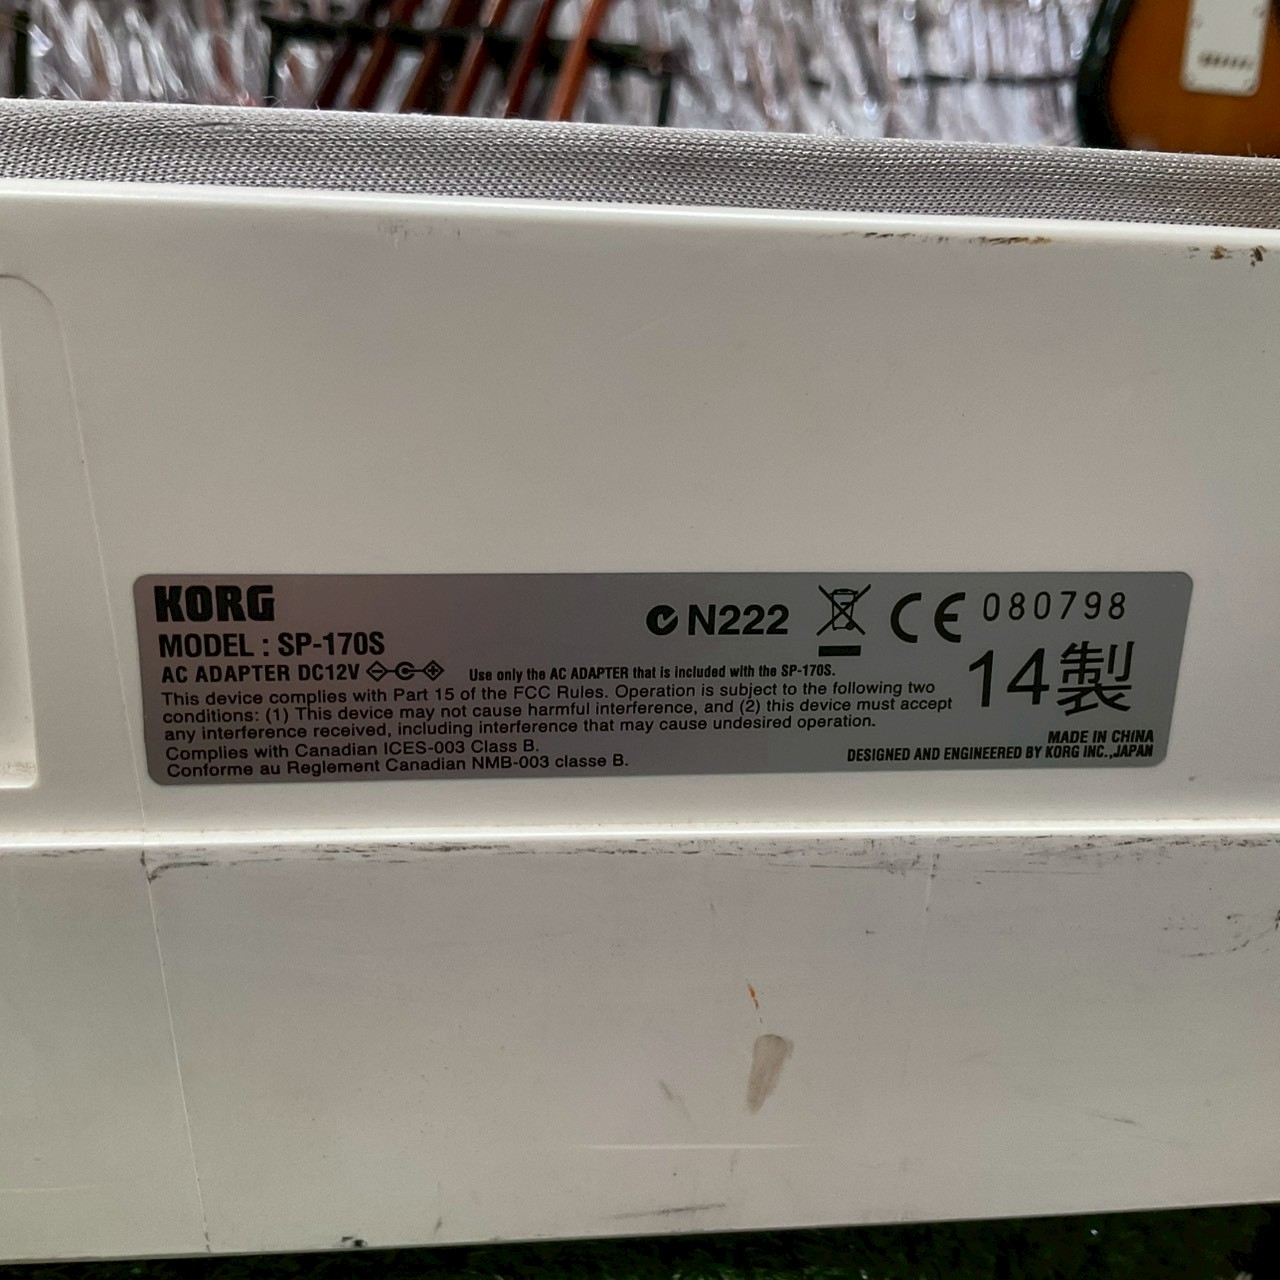 KORG
MODEL : SP-170S
N222
CE
080798
AC ADAPTER DC12V
Use only the AC ADAPTER that is included with the SP-170S.
14製
This device complies with Part 15 of the FCC Rules. Operation is subject to the following two
conditions: (1) This device may not cause harmful interference, and (2) this device must accept
any interference received, including interference that may cause undesired operation.
Complies with Canadian ICES-003 Class B.
Conforme au Reglement Canadian NMB-003 classe B.
MADE IN CHINA
DESIGNED AND ENGINEERED BY KORG INC.,JAPAN